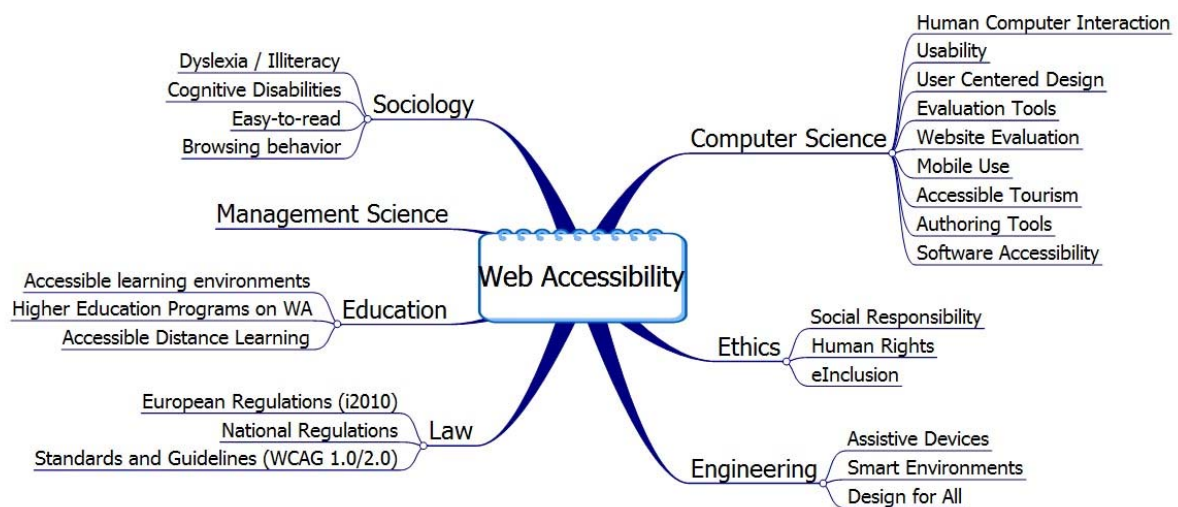 Dyslexia / Illiteracy
Cognitive Disabilities
Easy-to-read
Browsing behavior
Sociology
Management Science
Accessible learning environments
Higher Education Programs on WA
Accessible Distance Learning
Education
European Regulations (i2010)
National Regulations
Standards and Guidelines (WCAG 1.0/2.0)
Law
Web Accessibility
Computer Science
Human Computer Interaction
Usability
User Centered Design
Evaluation Tools
Website Evaluation
Mobile Use
Accessible Tourism
Authoring Tools
Software Accessibility
Ethics
Social Responsibility
Human Rights
eInclusion
Engineering
Assistive Devices
Smart Environments
Design for All